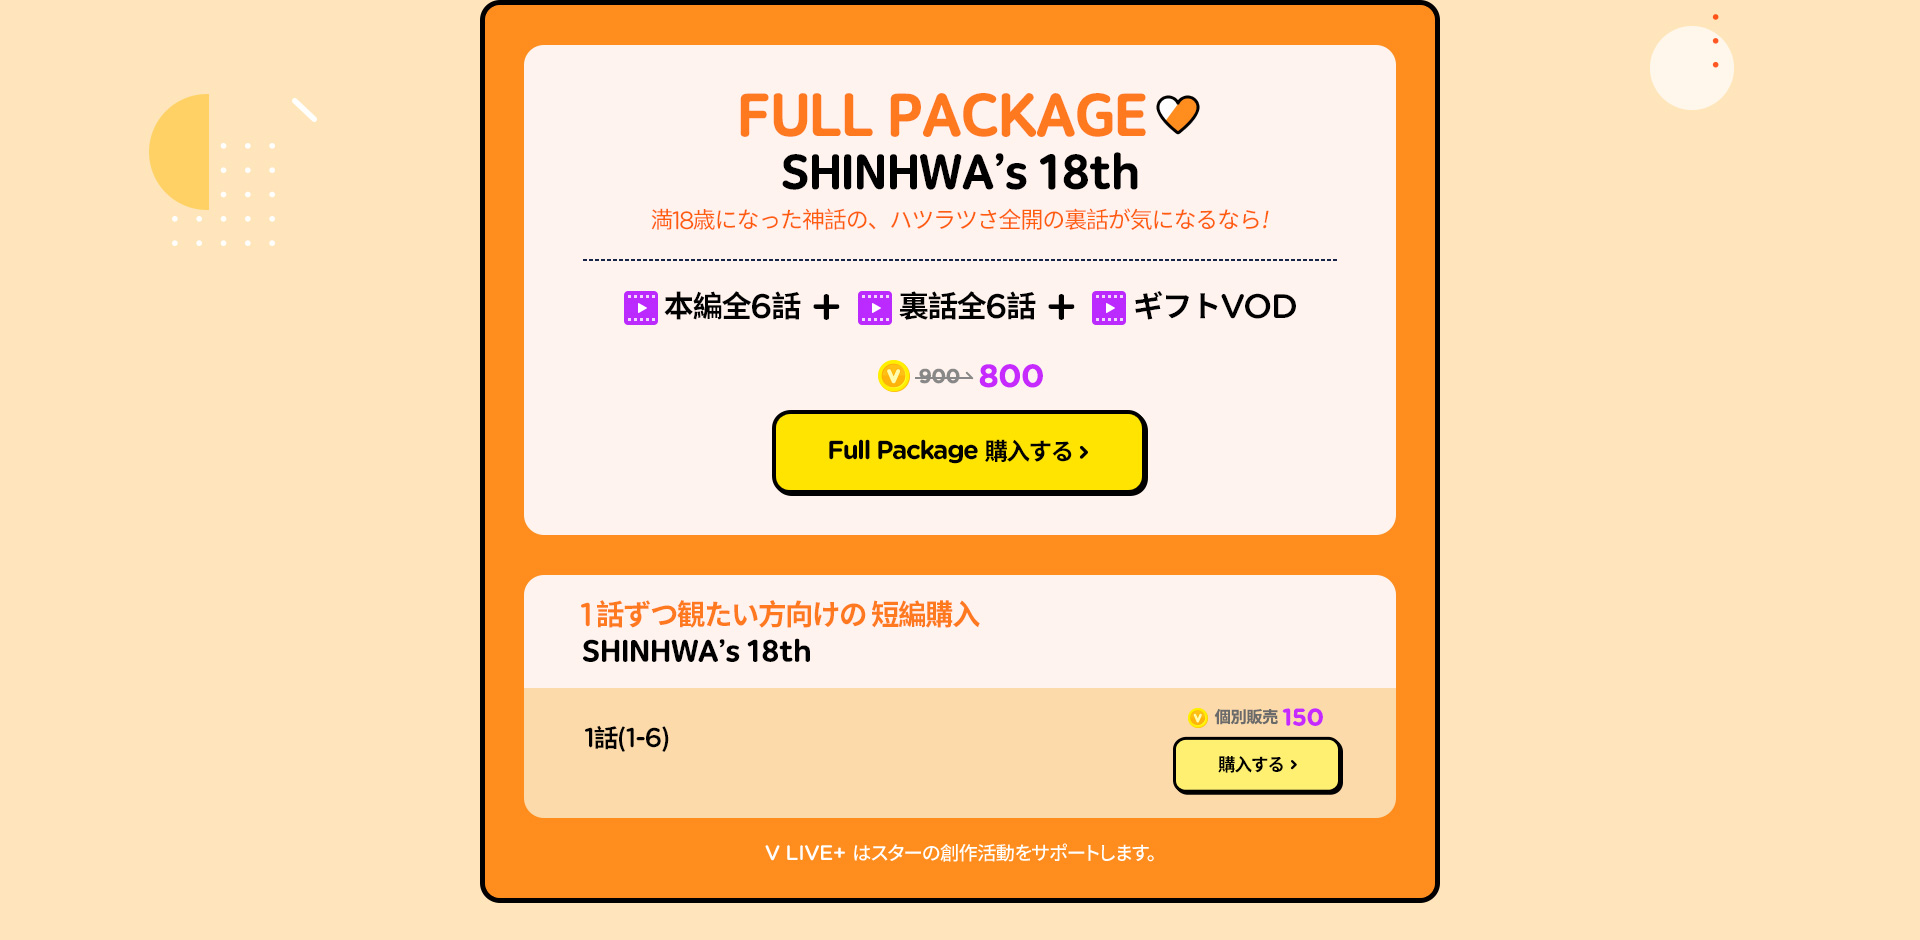 FULL PACKAGE
SHINHWA’s 18th
満18歳になった神話の、ハツラツさ全開の裏話が気になるなら!
本編全6話 + 裏話全6話 + ギフトVOD
V 900 800
Full Package 購入する ›
1話ずつ観たい方向けの 短編購入
SHINHWA’s 18th
V 個別販売 150
1話(1-6)
購入する ›
V LIVE+ はスターの創作活動をサポートします。